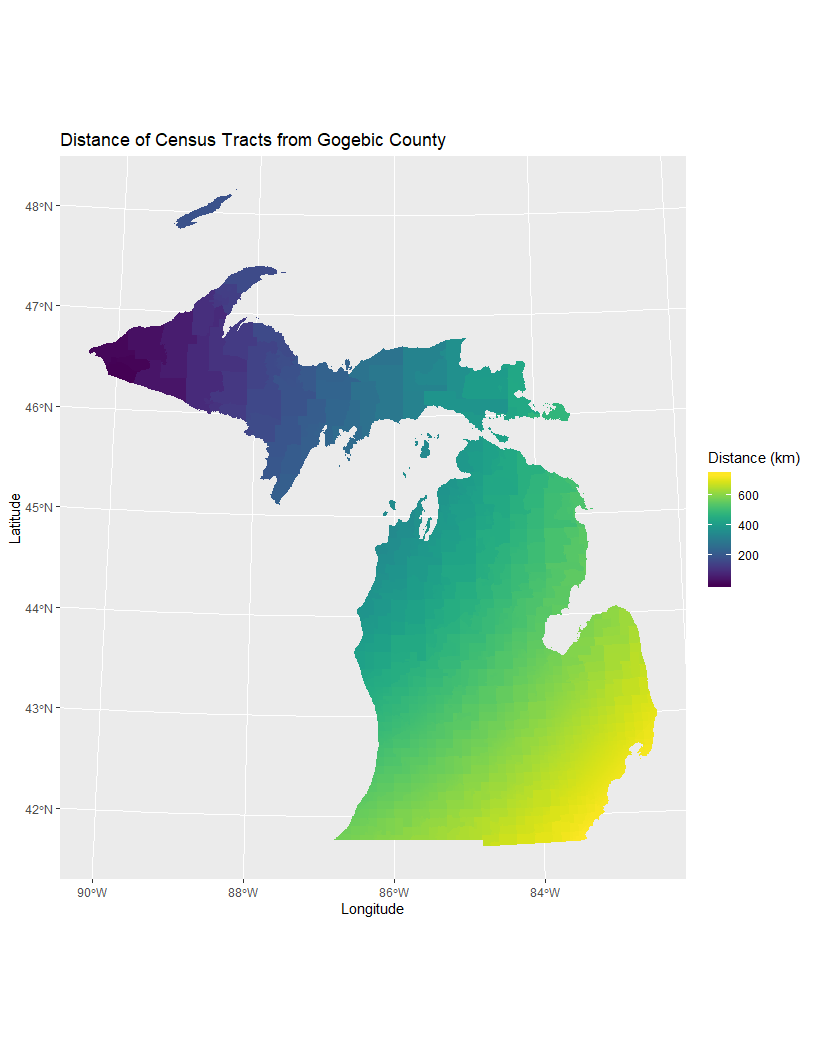 Distance of Census Tracts from Gogebic County
48°N
47°N
46°N
45°N
44°N
43°N
42°N
Latitude
90°W
88°W
86°W
84°W
Longitude
Distance (km)
600
400
200